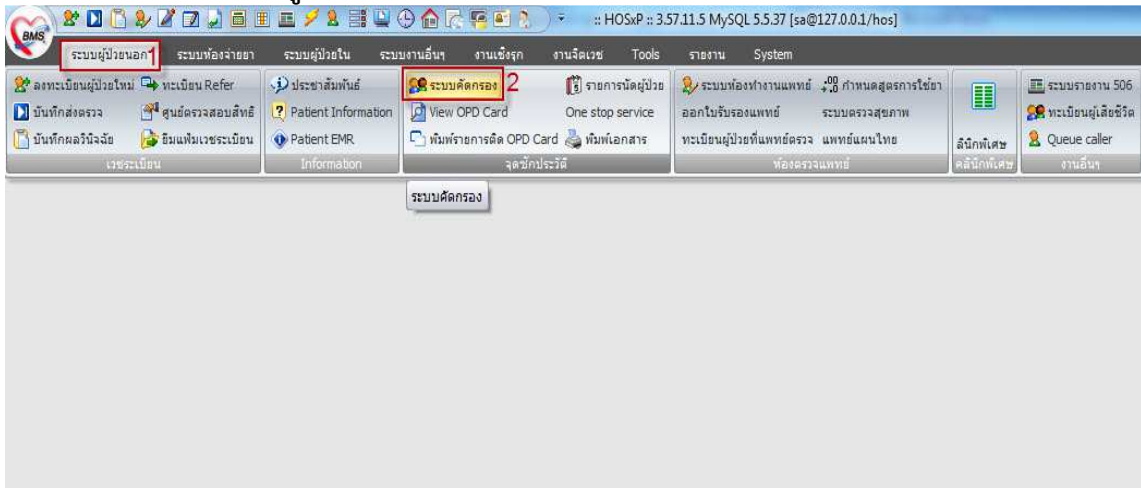 BMS
:: HOSxP :: 3.57.11.5 MySQL 5.5.37 [sa@127.0.0.1/hos]
ระบบผู้ป่วยนอก 1 ระบบห้องจ่ายยา ระบบผู้ป่วยใน ระบบงานอื่นๆ งานเชิงรุก งานจิตเวช Tools รายงาน System
ลงทะเบียนผู้ป่วยใหม่ ทะเบียน Refer ประชาสัมพันธ์ ระบบคัดกรอง 2 รายการนัดผู้ป่วย ระบบห้องทำงานแพทย์ กำหนดสูตรการใช้ยา ระบบรายงาน 506
บันทึกส่งตรวจ ศูนย์ตรวจสอบสิทธิ์ Patient Information View OPD Card One stop service ออกใบรับรองแพทย์ ระบบตรวจสุขภาพ ทะเบียนผู้เสียชีวิต
บันทึกผลวินิจฉัย ยืมแฟ้มเวชระเบียน Patient EMR พิมพ์รายการติด OPD Card พิมพ์เอกสาร ทะเบียนผู้ป่วยที่แพทย์ตรวจ แพทย์แผนไทย คลินิกพิเศษ Queue caller
เวชระเบียน Information จุดซักประวัติ ห้องตรวจแพทย์ คลินิกพิเศษ งานอื่นๆ
ระบบคัดกรอง